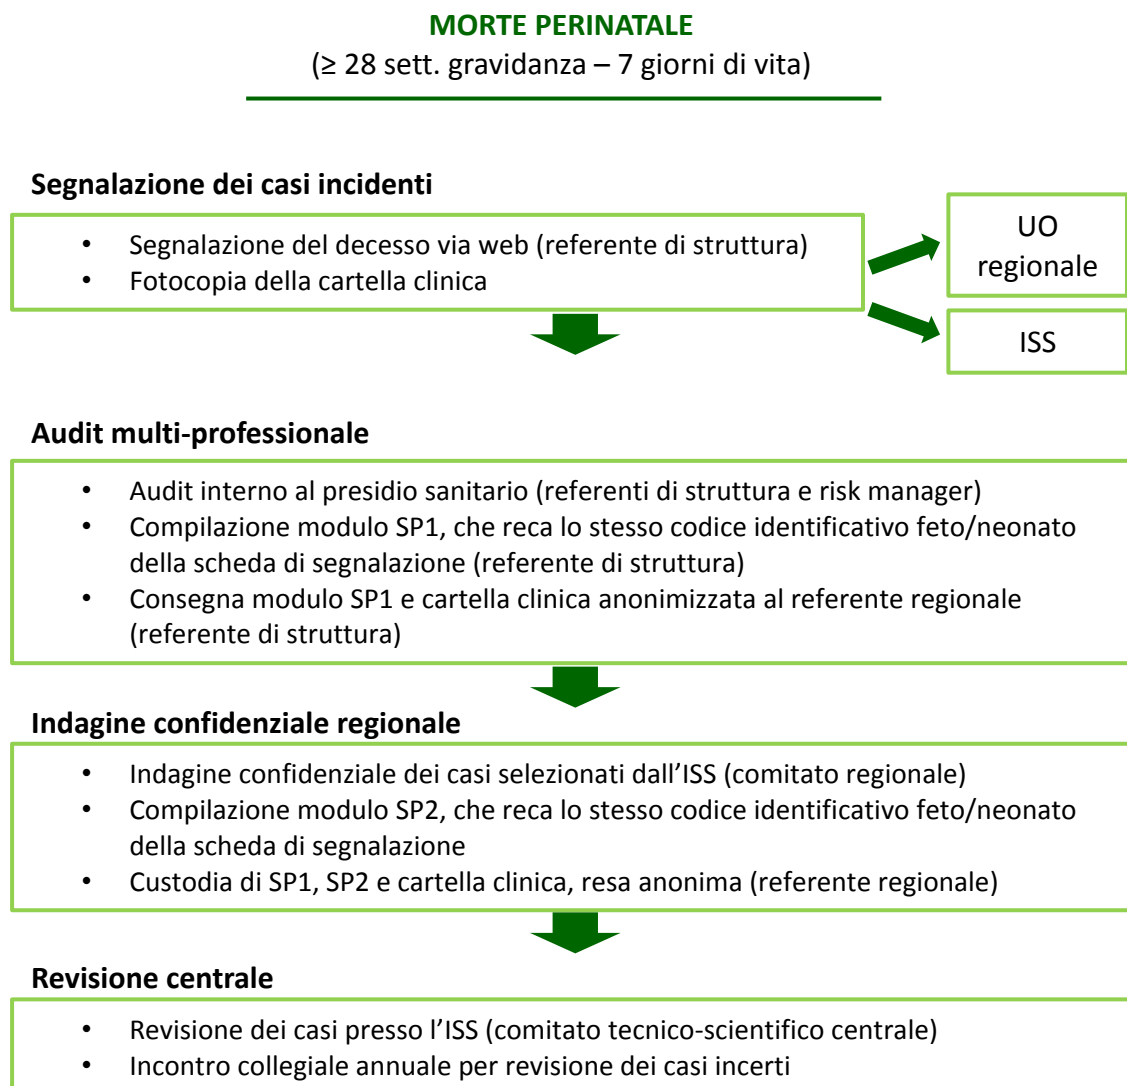 MORTE PERINATALE
(≥ 28 sett. gravidanza – 7 giorni di vita)
Segnalazione dei casi incidenti
• Segnalazione del decesso via web (referente di struttura)
• Fotocopia della cartella clinica
UO
regionale
ISS
Audit multi-professionale
• Audit interno al presidio sanitario (referenti di struttura e risk manager)
• Compilazione modulo SP1, che reca lo stesso codice identificativo feto/neonato
della scheda di segnalazione (referente di struttura)
• Consegna modulo SP1 e cartella clinica anonimizzata al referente regionale
(referente di struttura)
Indagine confidenziale regionale
• Indagine confidenziale dei casi selezionati dall’ISS (comitato regionale)
• Compilazione modulo SP2, che reca lo stesso codice identificativo feto/neonato
della scheda di segnalazione
• Custodia di SP1, SP2 e cartella clinica, resa anonima (referente regionale)
Revisione centrale
• Revisione dei casi presso l’ISS (comitato tecnico-scientifico centrale)
• Incontro collegiale annuale per revisione dei casi incerti